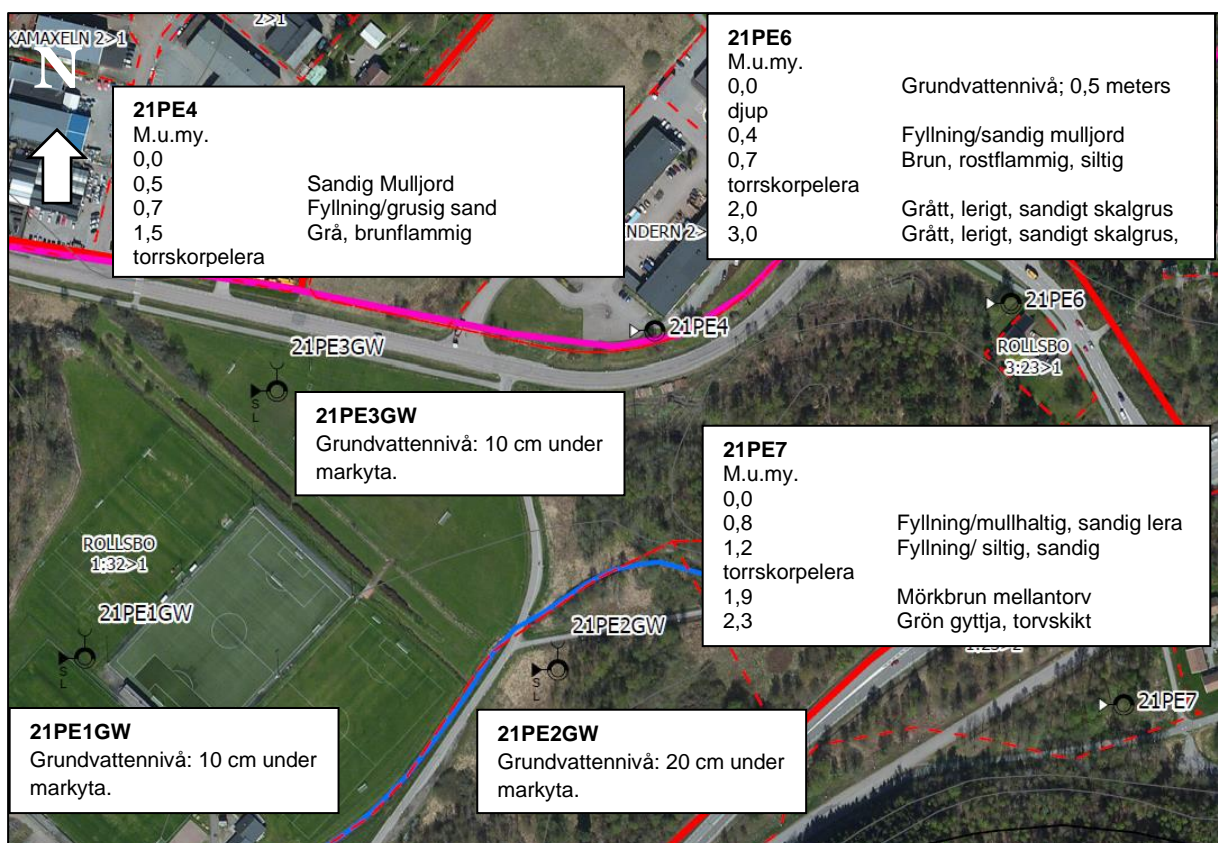 KAMAXELN 2>1
2>1
N
21PE4
M.u.my.
0,0
0,5 Sandig Mulljord
0,7 Fyllning/grusig sand
1,5 Grå, brunflammig
torrskorpelera
21PE6
M.u.my.
0,0 Grundvattennivå; 0,5 meters
djup
0,4 Fyllning/sandig mulljord
0,7 Brun, rostflammig, siltig
torrskorpelera
2,0 Grått, lerigt, sandigt skalgrus
3,0 Grått, lerigt, sandigt skalgrus,
NDERN 2>
21PE4
21PE6
ROLLSBO
3:23>1
21PE3GW
S
L
21PE3GW
Grundvattennivå: 10 cm under
markyta.
21PE7
M.u.my.
0,0
0,8 Fyllning/mullhaltig, sandig lera
1,2 Fyllning/ siltig, sandig
torrskorpelera
1,9 Mörkbrun mellantorv
2,3 Grön gyttja, torvskikt
ROLLSBO
1:32>1
21PE1GW
S
L
21PE2GW
S
L
21PE7
21PE1GW
Grundvattennivå: 10 cm under
markyta.
21PE2GW
Grundvattennivå: 20 cm under
markyta.